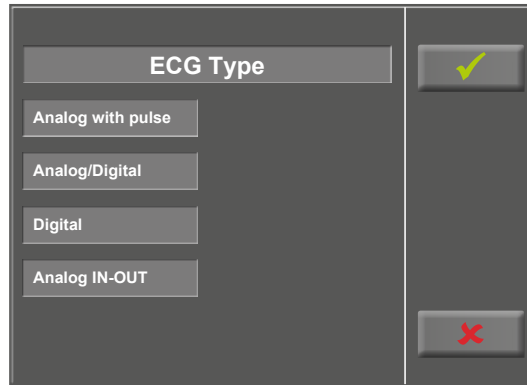 ECG Type
Analog with pulse
Analog/Digital
Digital
Analog IN-OUT